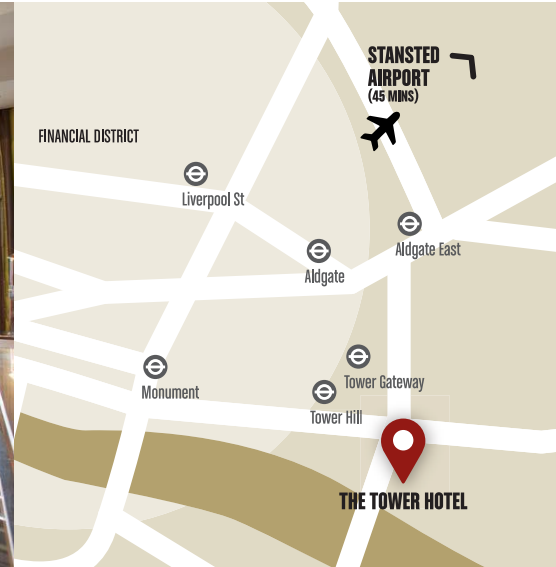 STANSTED
AIRPORT
(45 MINS)
FINANCIAL DISTRICT
Liverpool St
Aldgate East
Aldgate
Tower Gateway
Monument
Tower Hill
THE TOWER HOTEL